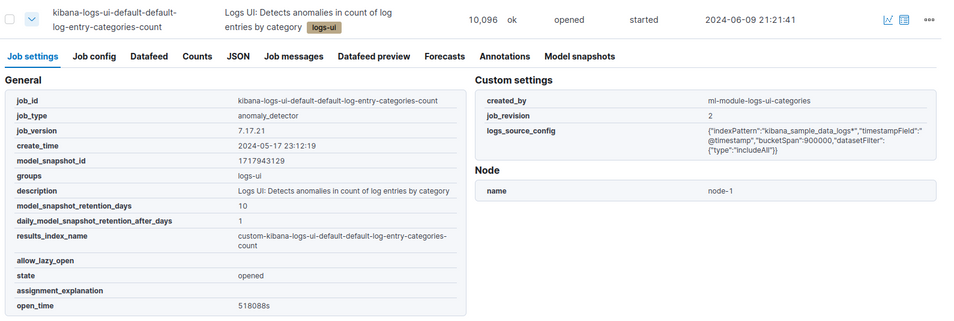 kibana-logs-ui-default-default-
log-entry-categories-count
Logs UI: Detects anomalies in count of log
entries by category logs-ui
10,096 ok opened started 2024-06-09 21:21:41
Job settings Job config Datafeed Counts JSON Job messages Datafeed preview Forecasts Annotations Model snapshots
General
job_id kibana-logs-ui-default-default-log-entry-categories-count
job_type anomaly_detector
job_version 7.17.21
create_time 2024-05-17 23:12:19
model_snapshot_id 1717943129
groups logs-ui
description Logs UI: Detects anomalies in count of log entries by category
model_snapshot_retention_days 10
daily_model_snapshot_retention_after_days 1
results_index_name custom-kibana-logs-ui-default-default-log-entry-categories-
count
allow_lazy_open
state opened
assignment_explanation
open_time 518088s
Custom settings
created_by ml-module-logs-ui-categories
job_revision 2
logs_source_config {"indexPattern":"kibana_sample_data_logs*","timestampField":"
@timestamp","bucketSpan":900000,"datasetFilter":
{"type":"includeAll"}}
Node
name node-1